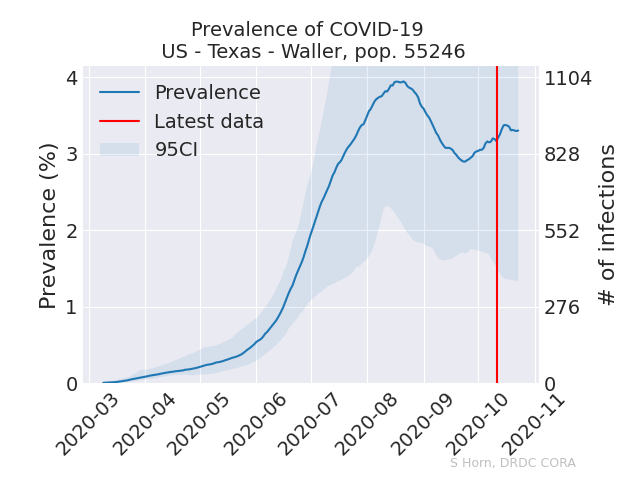 Prevalence of COVID-19
US - Texas - Waller, pop. 55246
Prevalence
Latest data
95CI
Prevalence (%)
4
3
2
1
0
1104
828
552
276
0
# of infections
2020-03
2020-04
2020-05
2020-06
2020-07
2020-08
2020-09
2020-10
2020-11
S Horn, DRDC CORA